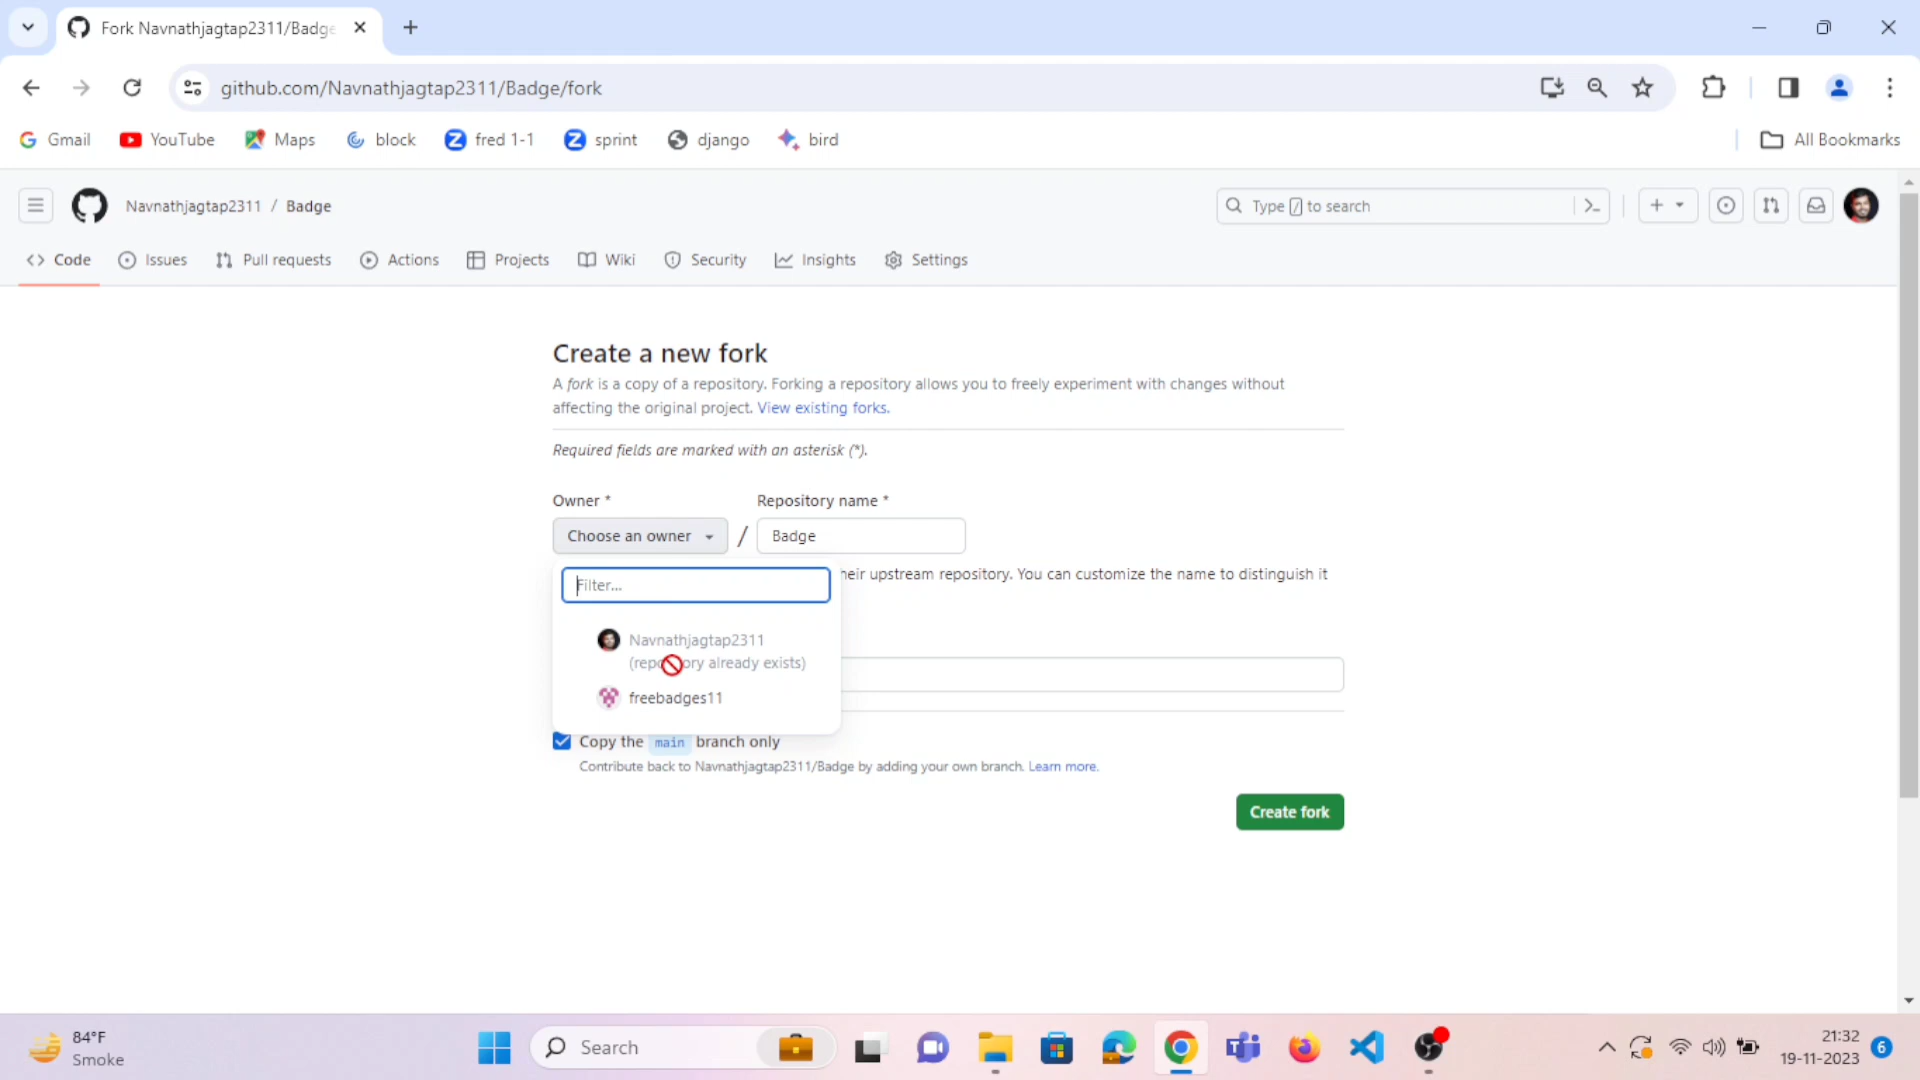 Fork Navnathjagtap2311/Badge
github.com/Navnathjagtap2311/Badge/fork
Gmail YouTube Maps block fred 1-1 sprint django bird All Bookmarks
Navnathjagtap2311 / Badge Type / to search
Code Issues Pull requests Actions Projects Wiki Security Insights Settings
Create a new fork
A fork is a copy of a repository. Forking a repository allows you to freely experiment with changes without
affecting the original project. View existing forks.
Required fields are marked with an asterisk (*).
Owner * Repository name *
Choose an owner / Badge
Filter... heir upstream repository. You can customize the name to distinguish it
Navnathjagtap2311
already exists)
freebadges11
Copy the main branch only
Contribute back to Navnathjagtap2311/Badge by adding your own branch. Learn more.
Create fork
84°F
Smoke
Search
21:32
19-11-2023 6